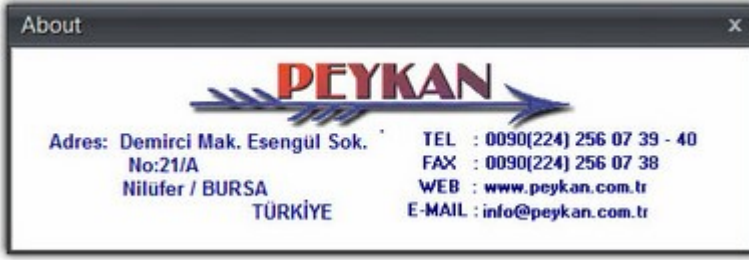 About
x
PEYKAN
Adres: Demirci Mak. Esengül Sok.
No:21/A
Nilüfer / BURSA
TÜRKİYE
TEL : 0090(224) 256 07 39 - 40
FAX : 0090(224) 256 07 38
WEB : www.peykan.com.tr
E-MAIL : info@peykan.com.tr